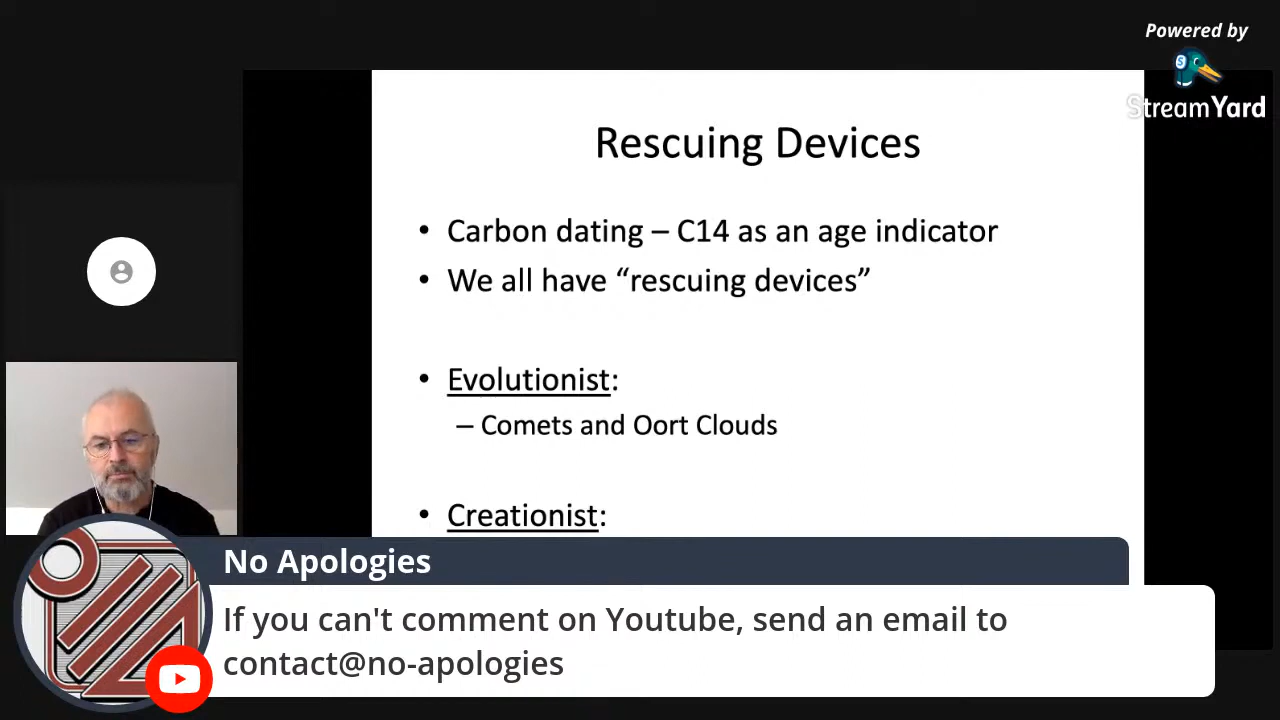 Powered by
StreamYard
Rescuing Devices
• Carbon dating – C14 as an age indicator
• We all have “rescuing devices”
• Evolutionist:
– Comets and Oort Clouds
• Creationist:
No Apologies
If you can't comment on Youtube, send an email to
contact@no-apologies